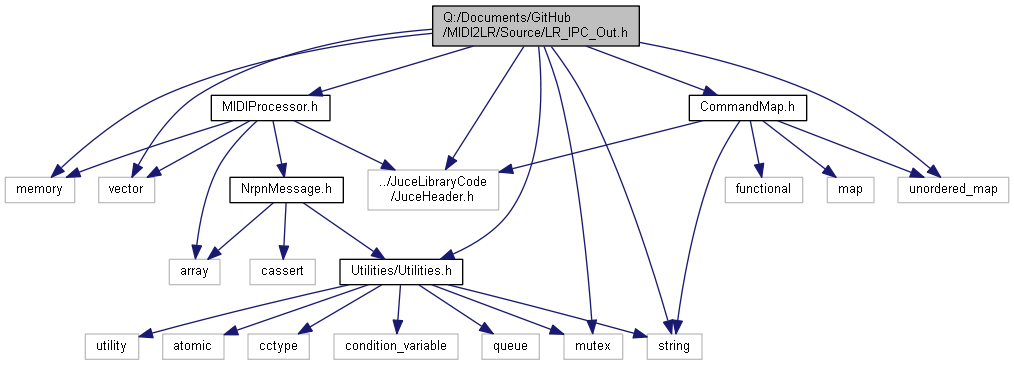 Q:/Documents/GitHub
/MIDI2LR/Source/LR_IPC_Out.h
MIDIProcessor.h
CommandMap.h
memory
vector
NrpnMessage.h
../JuceLibraryCode
/JuceHeader.h
functional
map
unordered_map
array
cassert
Utilities/Utilities.h
utility
atomic
cctype
condition_variable
queue
mutex
string